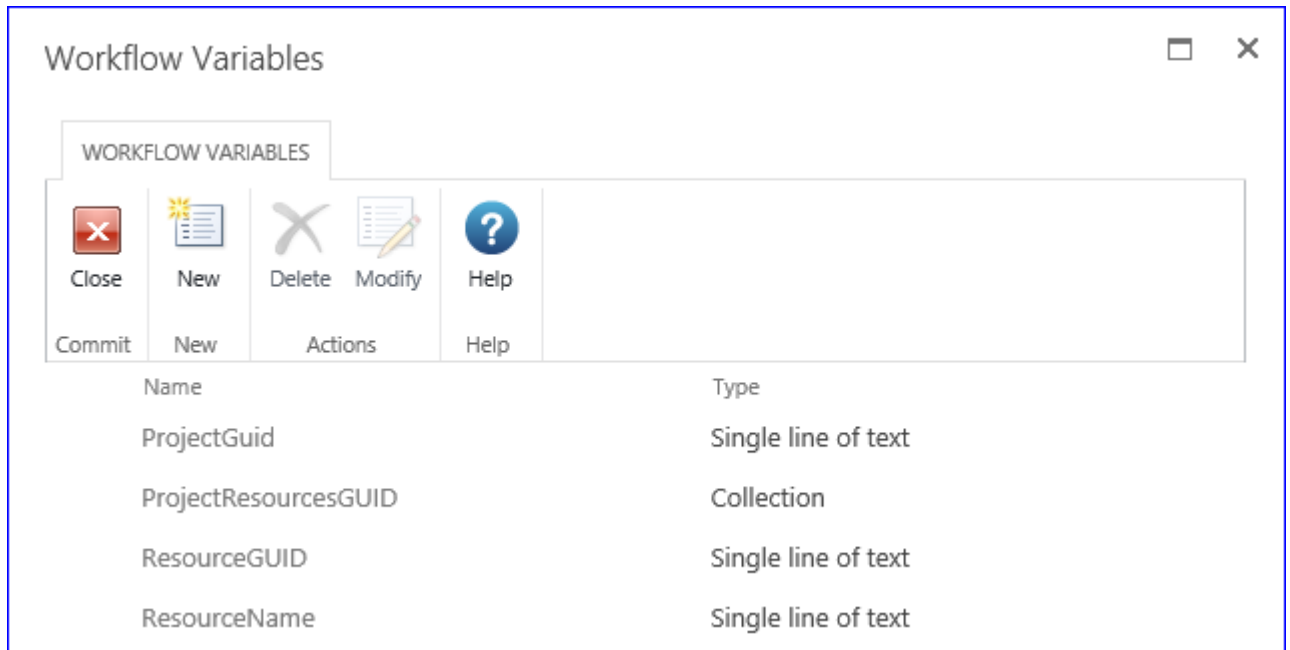 Workflow Variables
WORKFLOW VARIABLES
Close New Delete Modify Help
Commit New Actions Help
Name Type
ProjectGuid Single line of text
ProjectResourcesGUID Collection
ResourceGUID Single line of text
ResourceName Single line of text